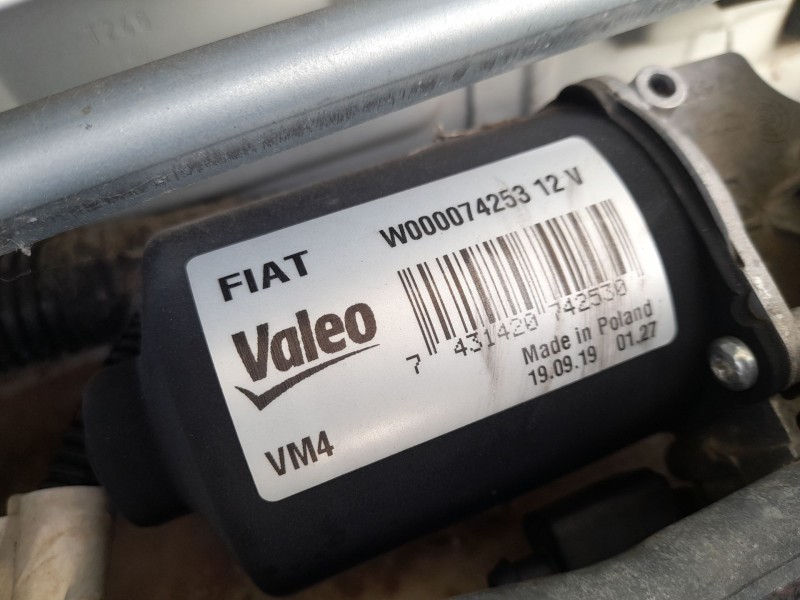 FIAT
W000074253 12 V
Valeo
7 431420 742530
Made in Poland
19.09.19 01.27
VM4